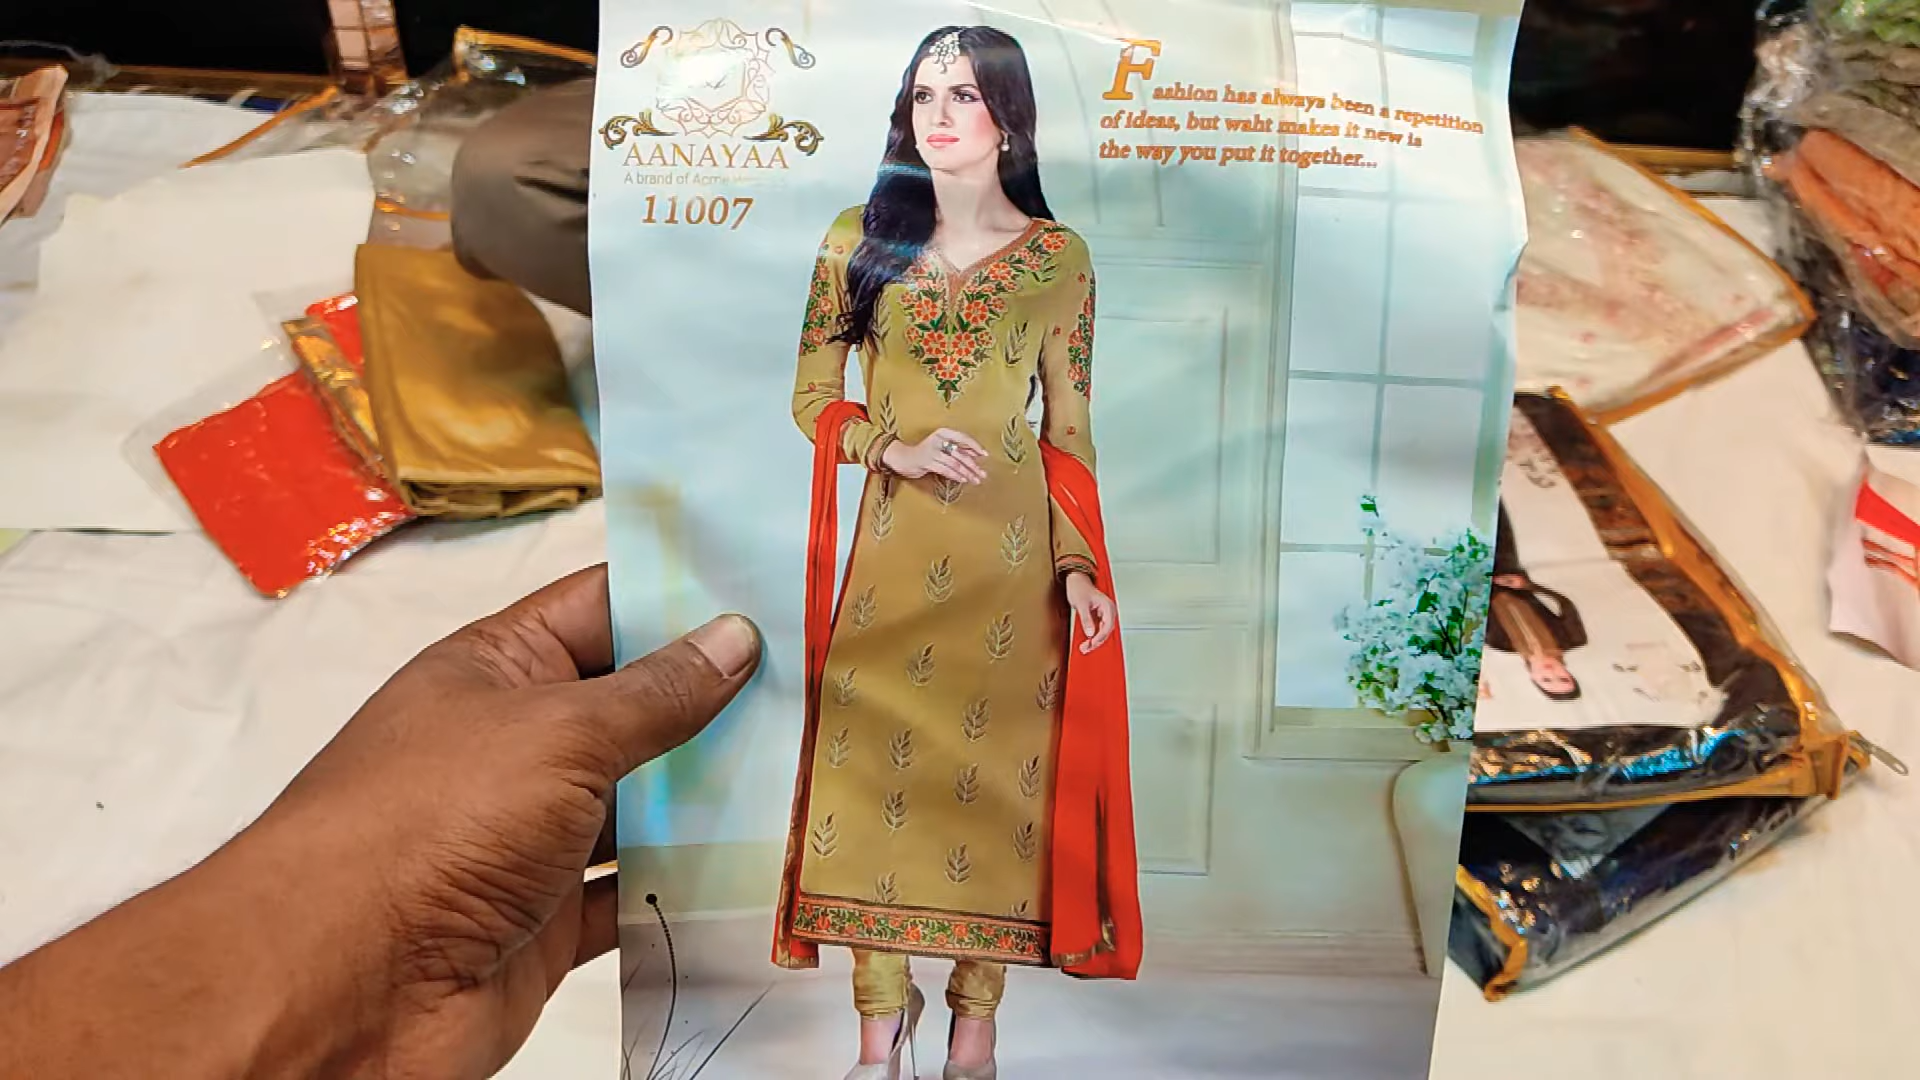 AANAYAA
A brand of Acme
11007
Fashion has always been a repetition
of ideas, but waht makes it new is
the way you put it together...